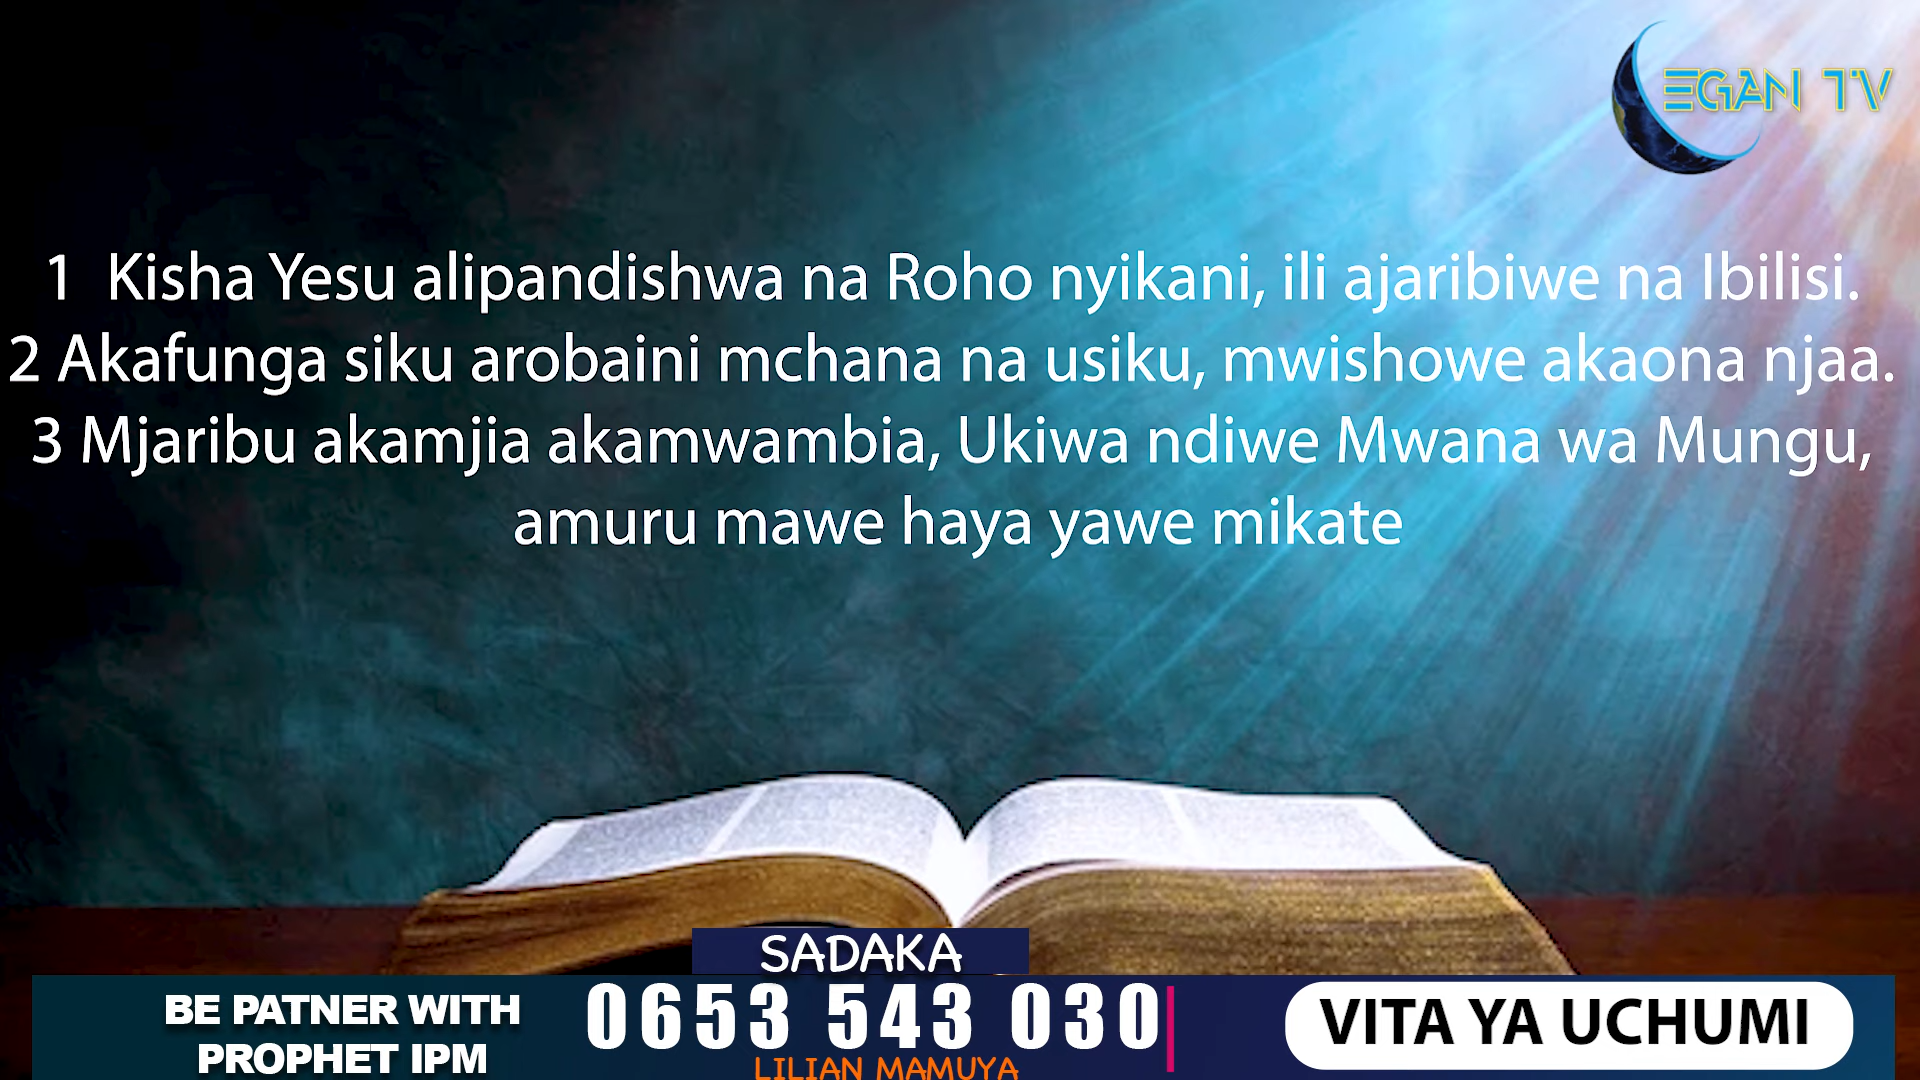 EGAN TV
1 Kisha Yesu alipandishwa na Roho nyikani, ili ajaribiwe na Ibilisi.
2 Akafunga siku arobaini mchana na usiku, mwishowe akaona njaa.
3 Mjaribu akamjia akamwambia, Ukiwa ndiwe Mwana wa Mungu,
amuru mawe haya yawe mikate
SADAKA
BE PATNER WITH
PROPHET IPM
0653 543 030
LILIAN MAMUYA
VITA YA UCHUMI